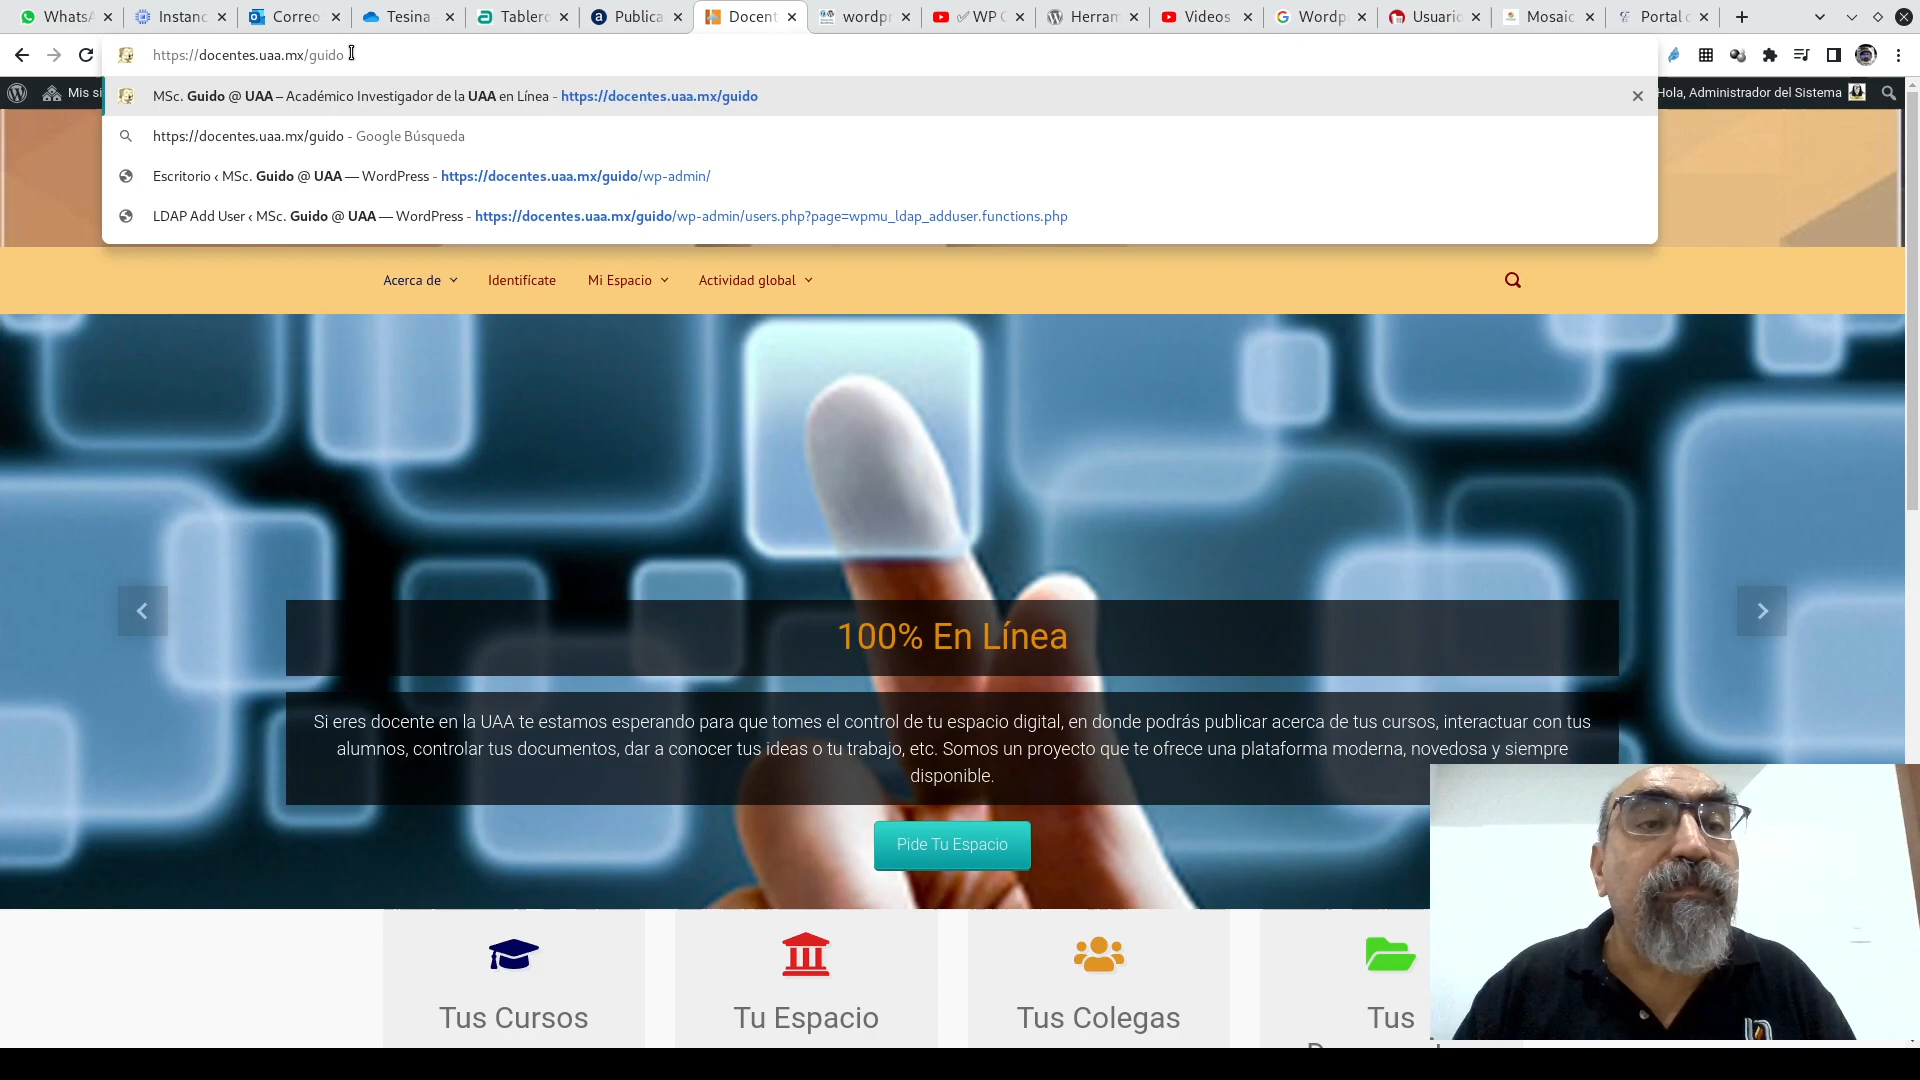 WhatsA
Instanc
Correo
Tesina
Tablero
Publica
Docent
wordpr
WP C
Herram
Videos
Wordp
Usuario
Mosaic
Portal
https://docentes.uaa.mx/guido
MSc. Guido @ UAA – Académico Investigador de la UAA en Línea - https://docentes.uaa.mx/guido
https://docentes.uaa.mx/guido - Google Búsqueda
Escritorio ‹ MSc. Guido @ UAA — WordPress - https://docentes.uaa.mx/guido/wp-admin/
LDAP Add User ‹ MSc. Guido @ UAA — WordPress - https://docentes.uaa.mx/guido/wp-admin/users.php?page=wpmu_ldap_adduser.functions.php
Mis si
Hola, Administrador del Sistema
Acerca de
Identifícate
Mi Espacio
Actividad global
100% En Línea
Si eres docente en la UAA te estamos esperando para que tomes el control de tu espacio digital, en donde podrás publicar acerca de tus cursos, interactuar con tus
alumnos, controlar tus documentos, dar a conocer tus ideas o tu trabajo, etc. Somos un proyecto que te ofrece una plataforma moderna, novedosa y siempre
disponible.
Pide Tu Espacio
Tus Cursos
Tu Espacio
Tus Colegas
Tus